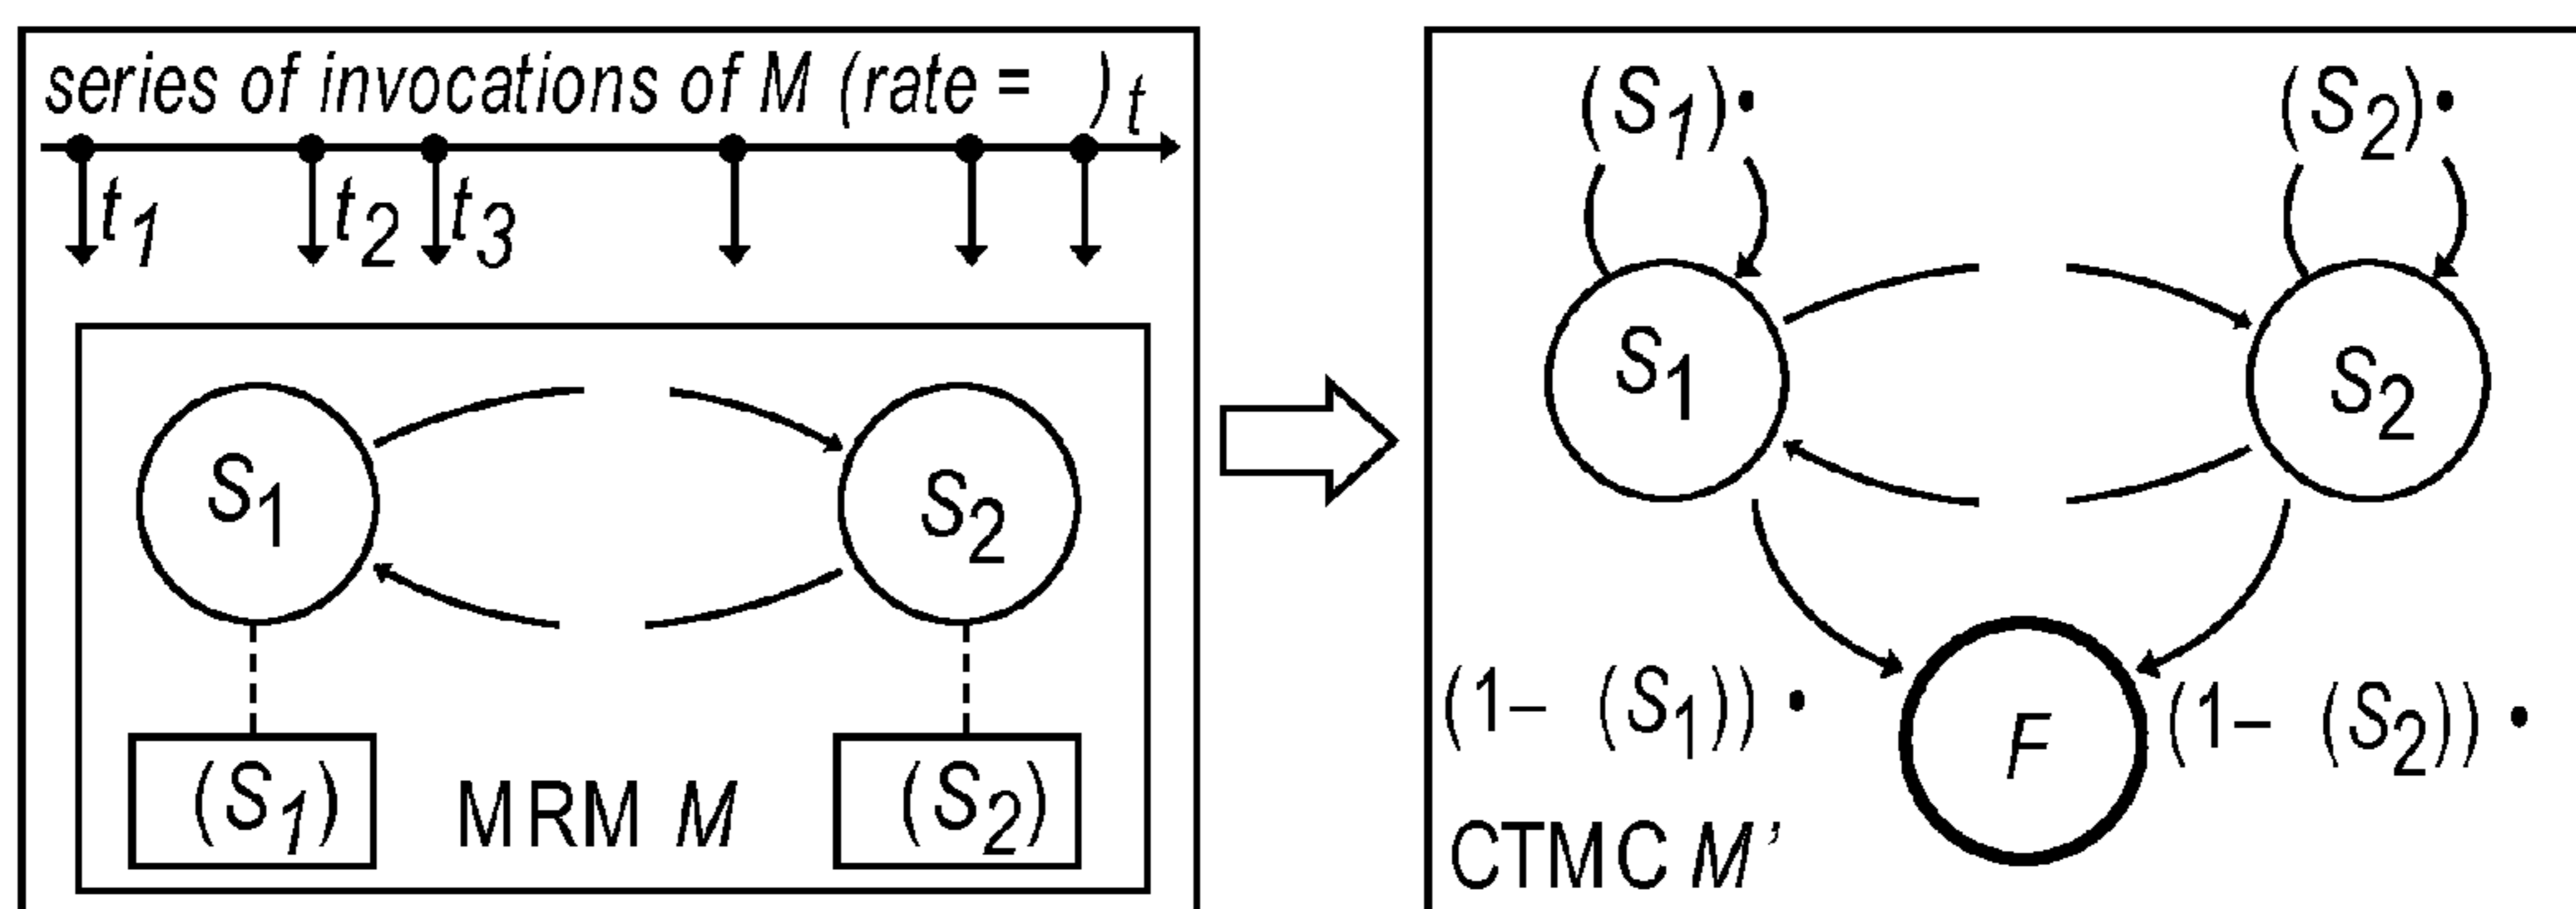 series of invocations of M (rate = ) t
t1 t2 t3
S1 S2
(S1) MRM M (S2)
(S1)• (S2)•
S1 S2
(1– (S1)) • F (1– (S2)) •
CTMC M’